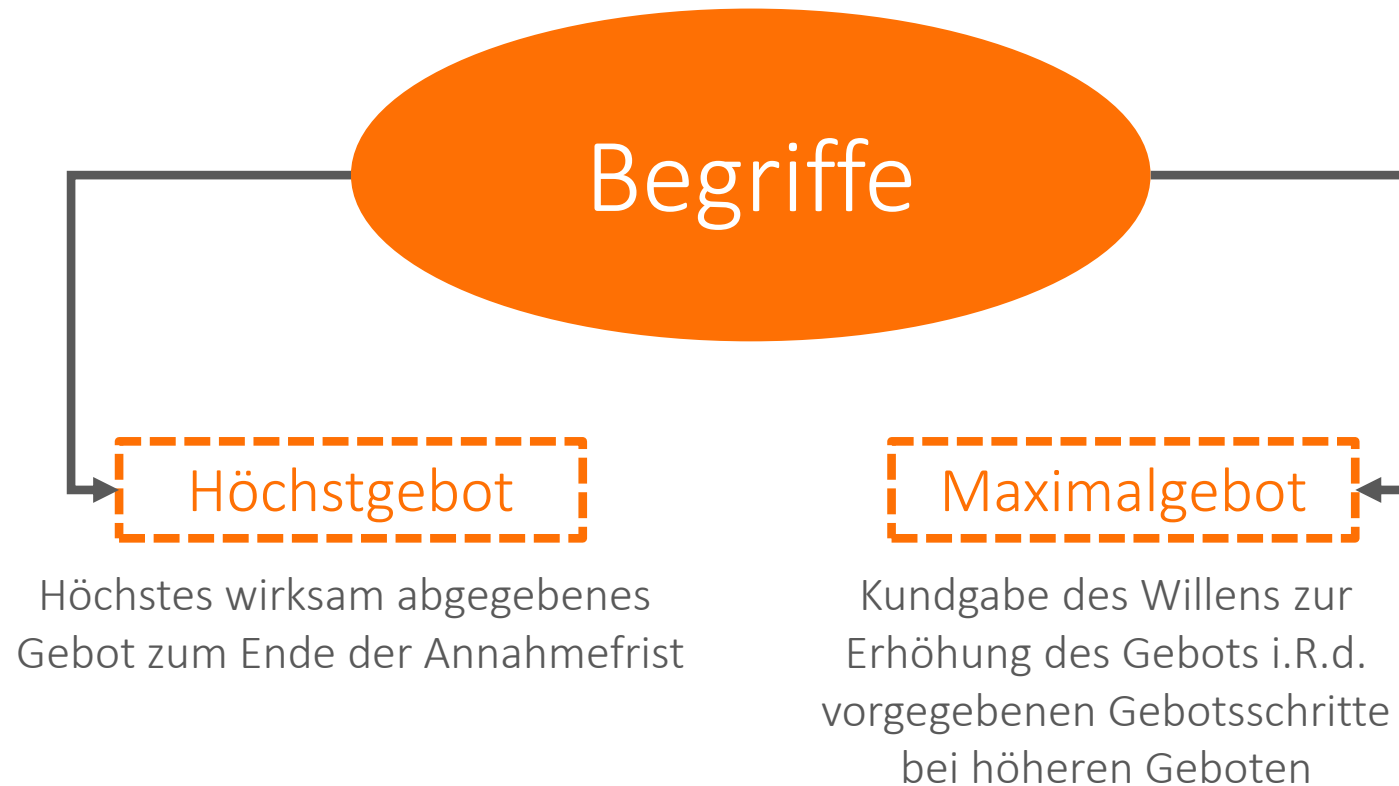 Begriffe
Höchstgebot
Höchstes wirksam abgegebenes
Gebot zum Ende der Annahmefrist
Maximalgebot
Kundgabe des Willens zur
Erhöhung des Gebots i.R.d.
vorgegebenen Gebotsschritte
bei höheren Geboten